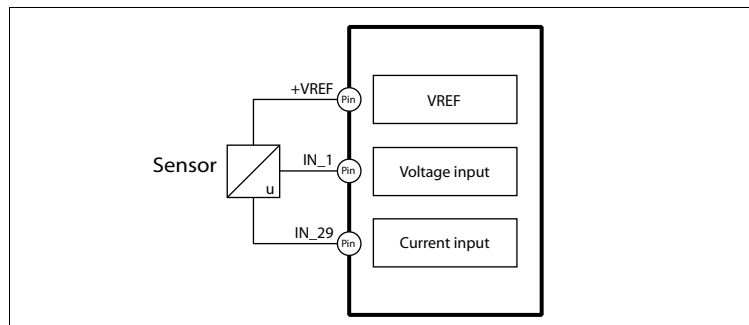 +VREF
Pin
VREF
Sensor
u
IN_1
Pin
Voltage input
IN_29
Pin
Current input